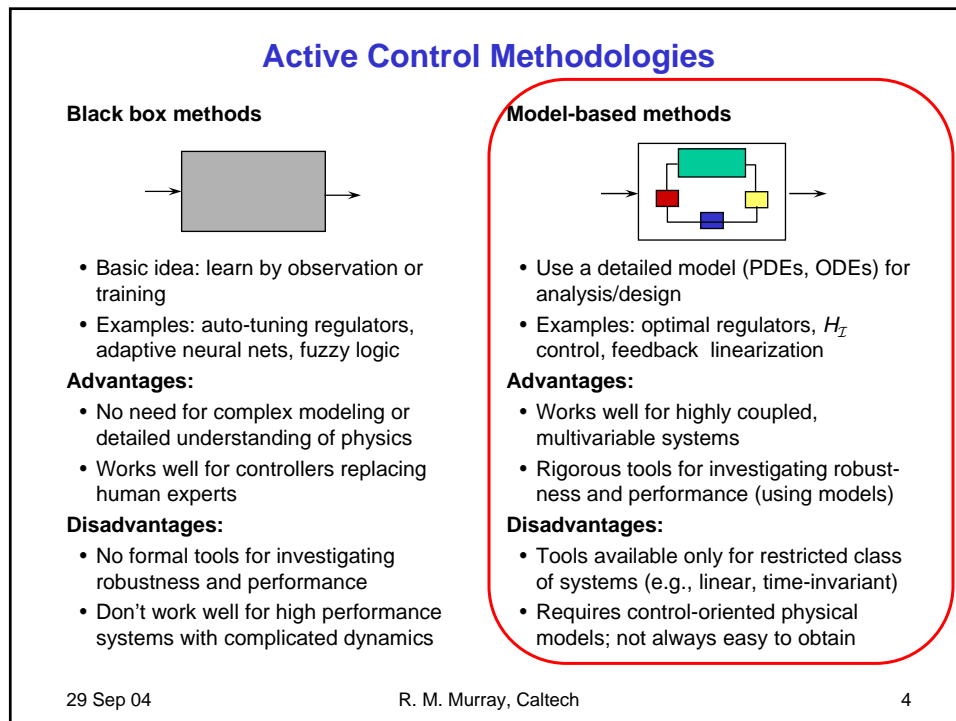 Active Control Methodologies
Black box methods
• Basic idea: learn by observation or
training
• Examples: auto-tuning regulators,
adaptive neural nets, fuzzy logic
Advantages:
• No need for complex modeling or
detailed understanding of physics
• Works well for controllers replacing
human experts
Disadvantages:
• No formal tools for investigating
robustness and performance
• Don't work well for high performance
systems with complicated dynamics
Model-based methods
• Use a detailed model (PDEs, ODEs) for
analysis/design
• Examples: optimal regulators, H_I
control, feedback linearization
Advantages:
• Works well for highly coupled,
multivariable systems
• Rigorous tools for investigating robust-
ness and performance (using models)
Disadvantages:
• Tools available only for restricted class
of systems (e.g., linear, time-invariant)
• Requires control-oriented physical
models; not always easy to obtain
29 Sep 04
R. M. Murray, Caltech
4